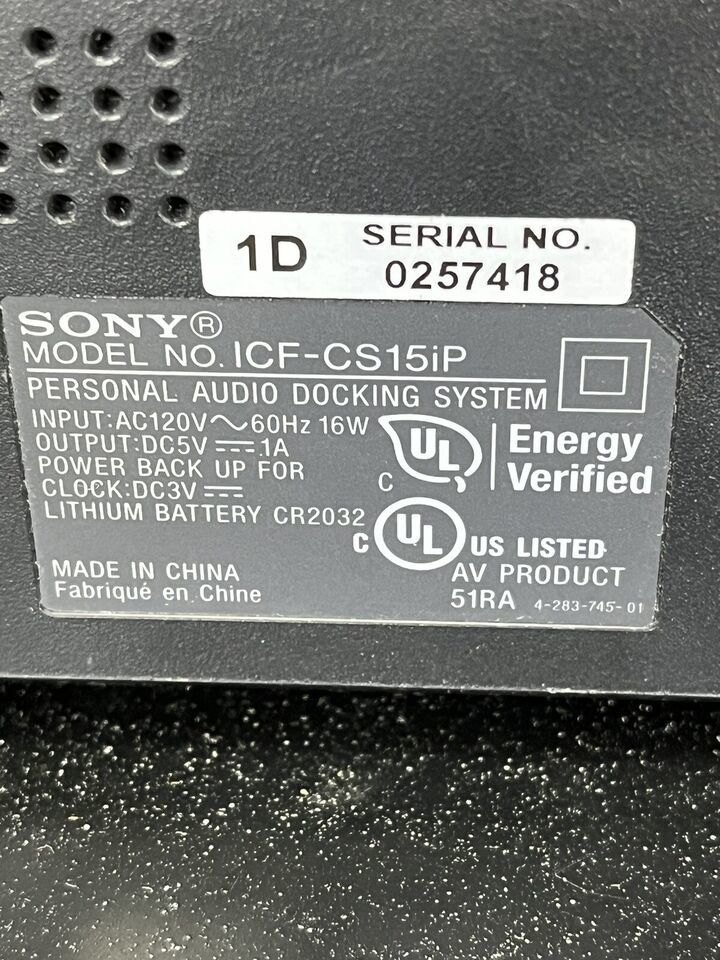 1D SERIAL NO.
0257418
SONY®
MODEL NO. ICF-CS15iP
PERSONAL AUDIO DOCKING SYSTEM
INPUT:AC120V～60Hz 16W
OUTPUT:DC5V ⎓ 1A
POWER BACK UP FOR
CLOCK:DC3V ⎓
LITHIUM BATTERY CR2032
C UL Energy
Verified
C UL US LISTED
AV PRODUCT
51RA 4-283-745-01
MADE IN CHINA
Fabriqué en Chine